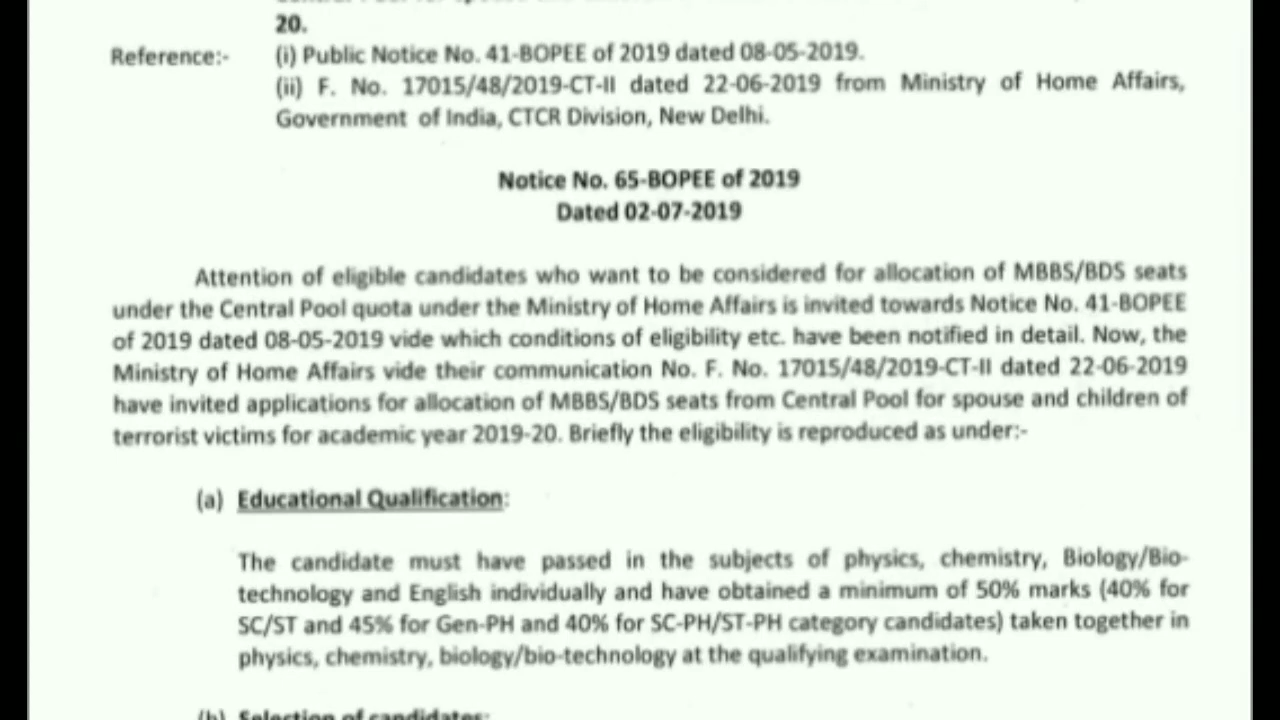 20.
Reference:- (i) Public Notice No. 41-BOPEE of 2019 dated 08-05-2019.
(ii) F. No. 17015/48/2019-CT-II dated 22-06-2019 from Ministry of Home Affairs,
Government of India, CTCR Division, New Delhi.
Notice No. 65-BOPEE of 2019
Dated 02-07-2019
Attention of eligible candidates who want to be considered for allocation of MBBS/BDS seats
under the Central Pool quota under the Ministry of Home Affairs is invited towards Notice No. 41-BOPEE
of 2019 dated 08-05-2019 vide which conditions of eligibility etc. have been notified in detail. Now, the
Ministry of Home Affairs vide their communication No. F. No. 17015/48/2019-CT-II dated 22-06-2019
have invited applications for allocation of MBBS/BDS seats from Central Pool for spouse and children of
terrorist victims for academic year 2019-20. Briefly the eligibility is reproduced as under:-
(a) Educational Qualification:
The candidate must have passed in the subjects of physics, chemistry, Biology/Bio-
technology and English individually and have obtained a minimum of 50% marks (40% for
SC/ST and 45% for Gen-PH and 40% for SC-PH/ST-PH category candidates) taken together in
physics, chemistry, biology/bio-technology at the qualifying examination.
(b) Selection of candidates: